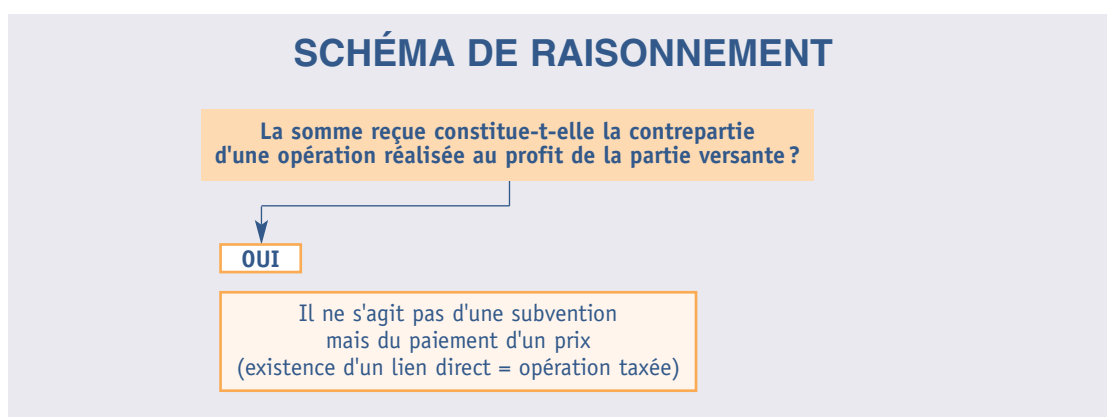 SCHÉMA DE RAISONNEMENT
La somme reçue constitue-t-elle la contrepartie
d'une opération réalisée au profit de la partie versante ?
OUI
Il ne s'agit pas d'une subvention
mais du paiement d'un prix
(existence d'un lien direct = opération taxée)